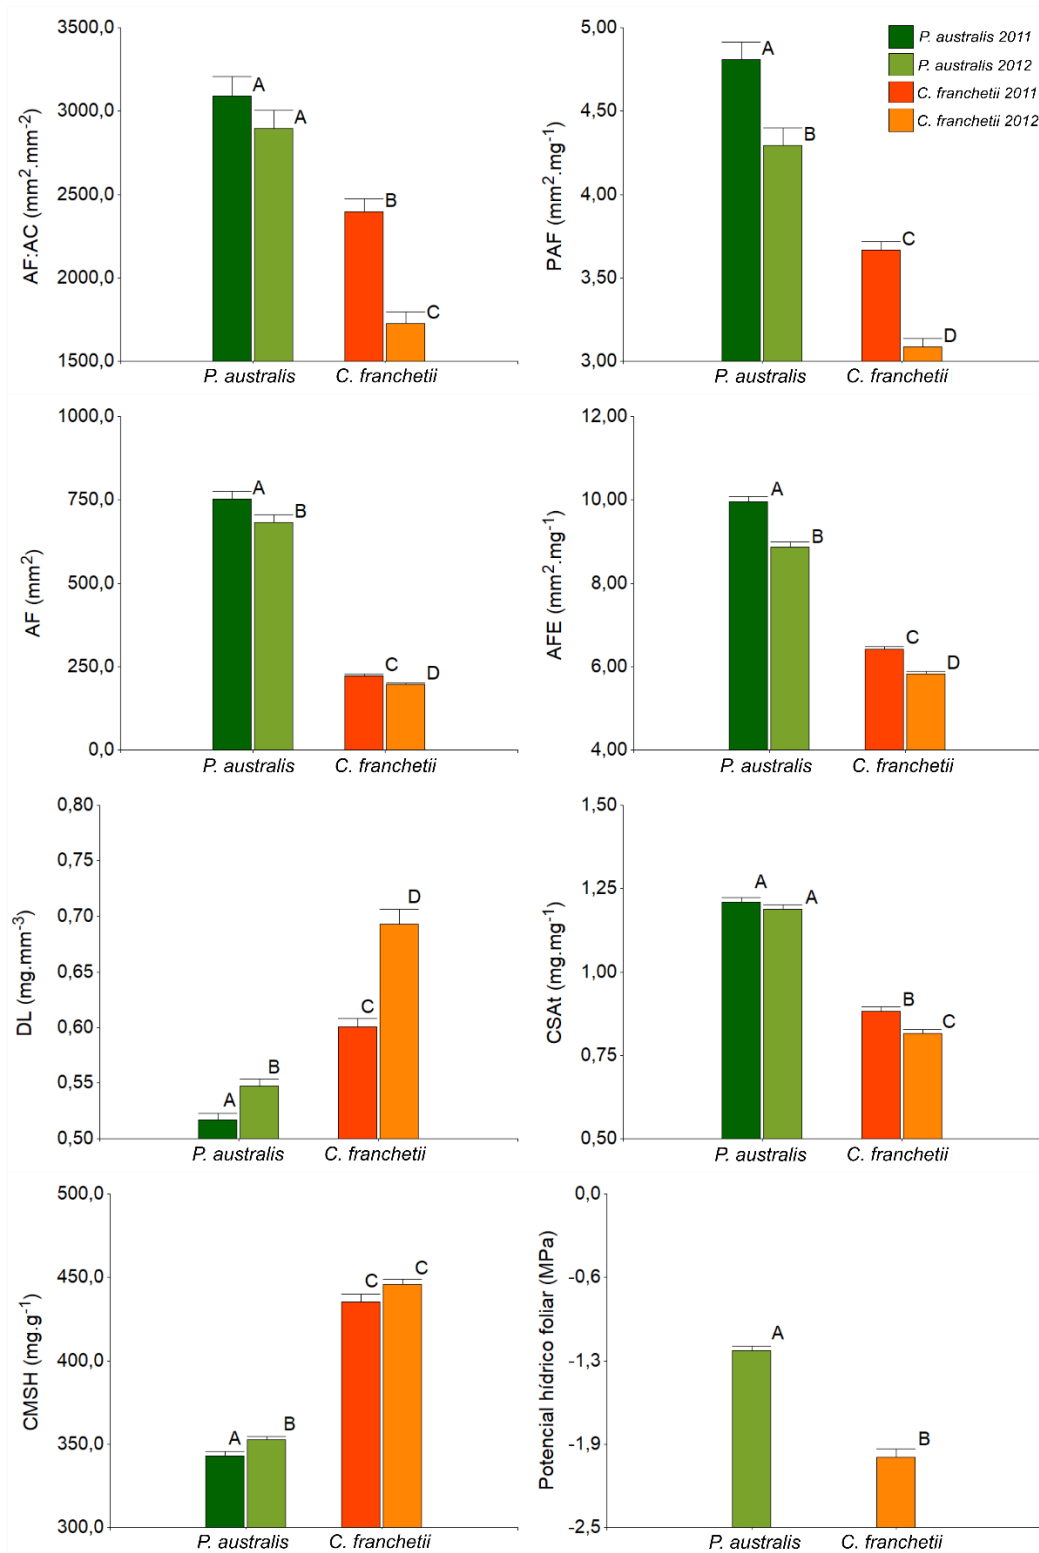 3500,0
3000,0
2500,0
2000,0
1500,0
AF:AC (mm2.mm-2)
A
A
B
C
P. australis C. franchetii
5,00
4,50
4,00
3,50
3,00
PAF (mm2.mg-1)
A
B
C
D
P. australis C. franchetii
P. australis 2011
P. australis 2012
C. franchetii 2011
C. franchetii 2012
1000,0
750,0
500,0
250,0
0,0
AF (mm2)
A
B
C
D
P. australis C. franchetii
12,00
10,00
8,00
6,00
4,00
AFE (mm2.mg-1)
A
B
C
D
P. australis C. franchetii
0,80
0,75
0,70
0,65
0,60
0,55
0,50
DL (mg.mm-3)
A
B
C
D
P. australis C. franchetii
1,50
1,25
1,00
0,75
0,50
CSAt (mg.mg-1)
A
A
B
C
P. australis C. franchetii
500,0
450,0
400,0
350,0
300,0
CMSH (mg.g-1)
A
B
C
C
P. australis C. franchetii
0,0
-0,6
-1,3
-1,9
-2,5
Potencial hídrico foliar (MPa)
A
B
P. australis C. franchetii